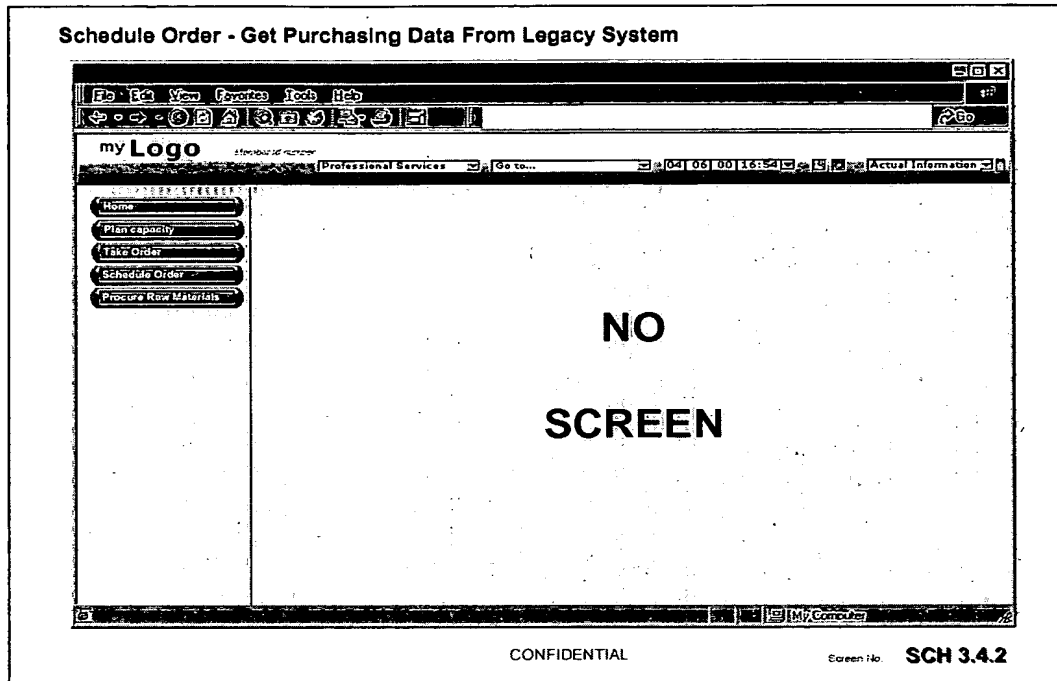 Schedule Order - Get Purchasing Data From Legacy System
File Edit View Favorites Tools Help
Go
my Logo
Professional Services Go to... 04 06 00 16:54 Actual Information
Home
Plan capacity
Take Order
Schedule Order
Procure Raw Materials
NO
SCREEN
My Computer
CONFIDENTIAL
Screen No. SCH 3.4.2